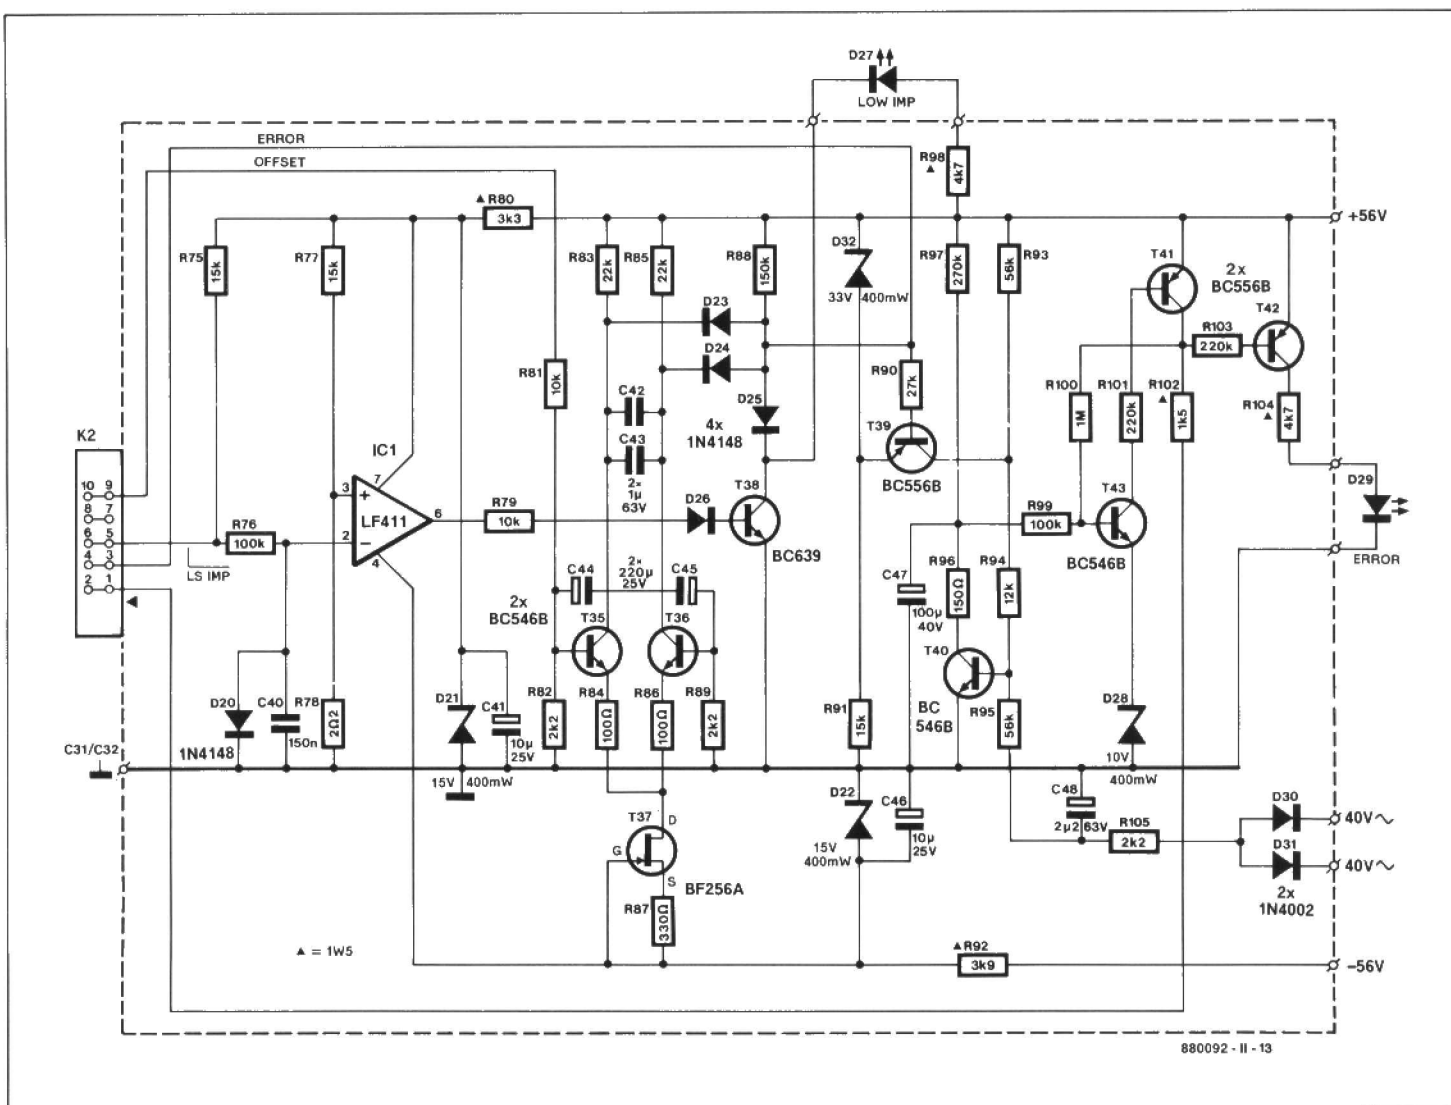 D27
LOW IMP
ERROR
OFFSET
R98
▲
4k7
▲ R80
3k3
+56V
R75
15k
R77
15k
R83
22k
R85
22k
R88
150k
D32
33V 400mW
R97
270k
R93
56k
T41
2x
BC556B
T42
D23
D24
R103
220k
R81
10k
R90
27k
C42
D25
R100
1M
R101
220k
R102
▲
1k5
R104
▲
4k7
4x
1N4148
T39
BC556B
C43
2x
1µ
63V
K2
IC1
7
3
+
LF411
6
2
−
4
10 9
8 7
6 5
4 3
2 1
R76
100k
LS IMP
R79
10k
D26
T38
BC639
R99
100k
T43
BC546B
D29
ERROR
C44
2x
220µ
25V
C45
2x
BC546B
T35
T36
C47
100µ
40V
R96
150Ω
R94
12k
T40
BC
546B
D20
1N4148
C40
150n
R78
2Ω2
D21
15V 400mW
C41
10µ
25V
R82
2k2
R84
100Ω
R86
100Ω
R89
2k2
R91
15k
R95
56k
D28
10V
400mW
C31/C32
T37
D
G
S
BF256A
R87
330Ω
D22
15V
400mW
C46
10µ
25V
C48
2µ2 63V
R105
2k2
D30
D31
2x
1N4002
40V~
40V~
▲ = 1W5
▲ R92
3k9
−56V
880092 - II - 13